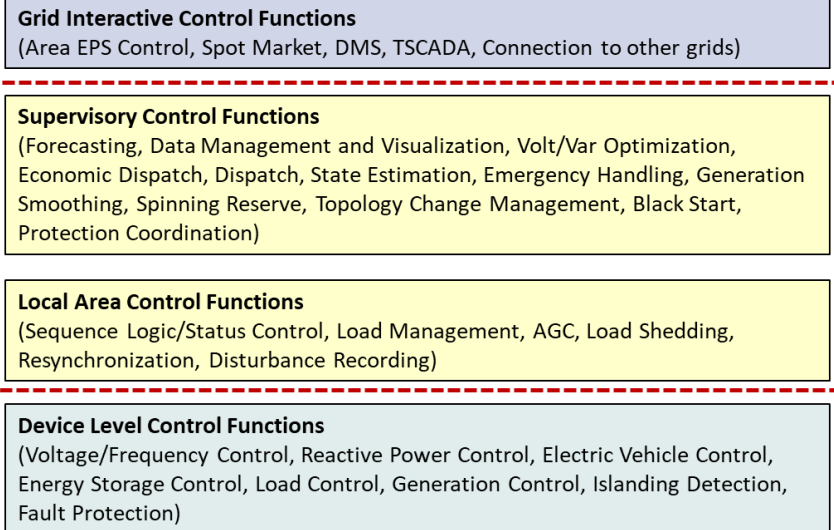 Grid Interactive Control Functions
(Area EPS Control, Spot Market, DMS, TSCADA, Connection to other grids)
Supervisory Control Functions
(Forecasting, Data Management and Visualization, Volt/Var Optimization,
Economic Dispatch, Dispatch, State Estimation, Emergency Handling, Generation
Smoothing, Spinning Reserve, Topology Change Management, Black Start,
Protection Coordination)
Local Area Control Functions
(Sequence Logic/Status Control, Load Management, AGC, Load Shedding,
Resynchronization, Disturbance Recording)
Device Level Control Functions
(Voltage/Frequency Control, Reactive Power Control, Electric Vehicle Control,
Energy Storage Control, Load Control, Generation Control, Islanding Detection,
Fault Protection)